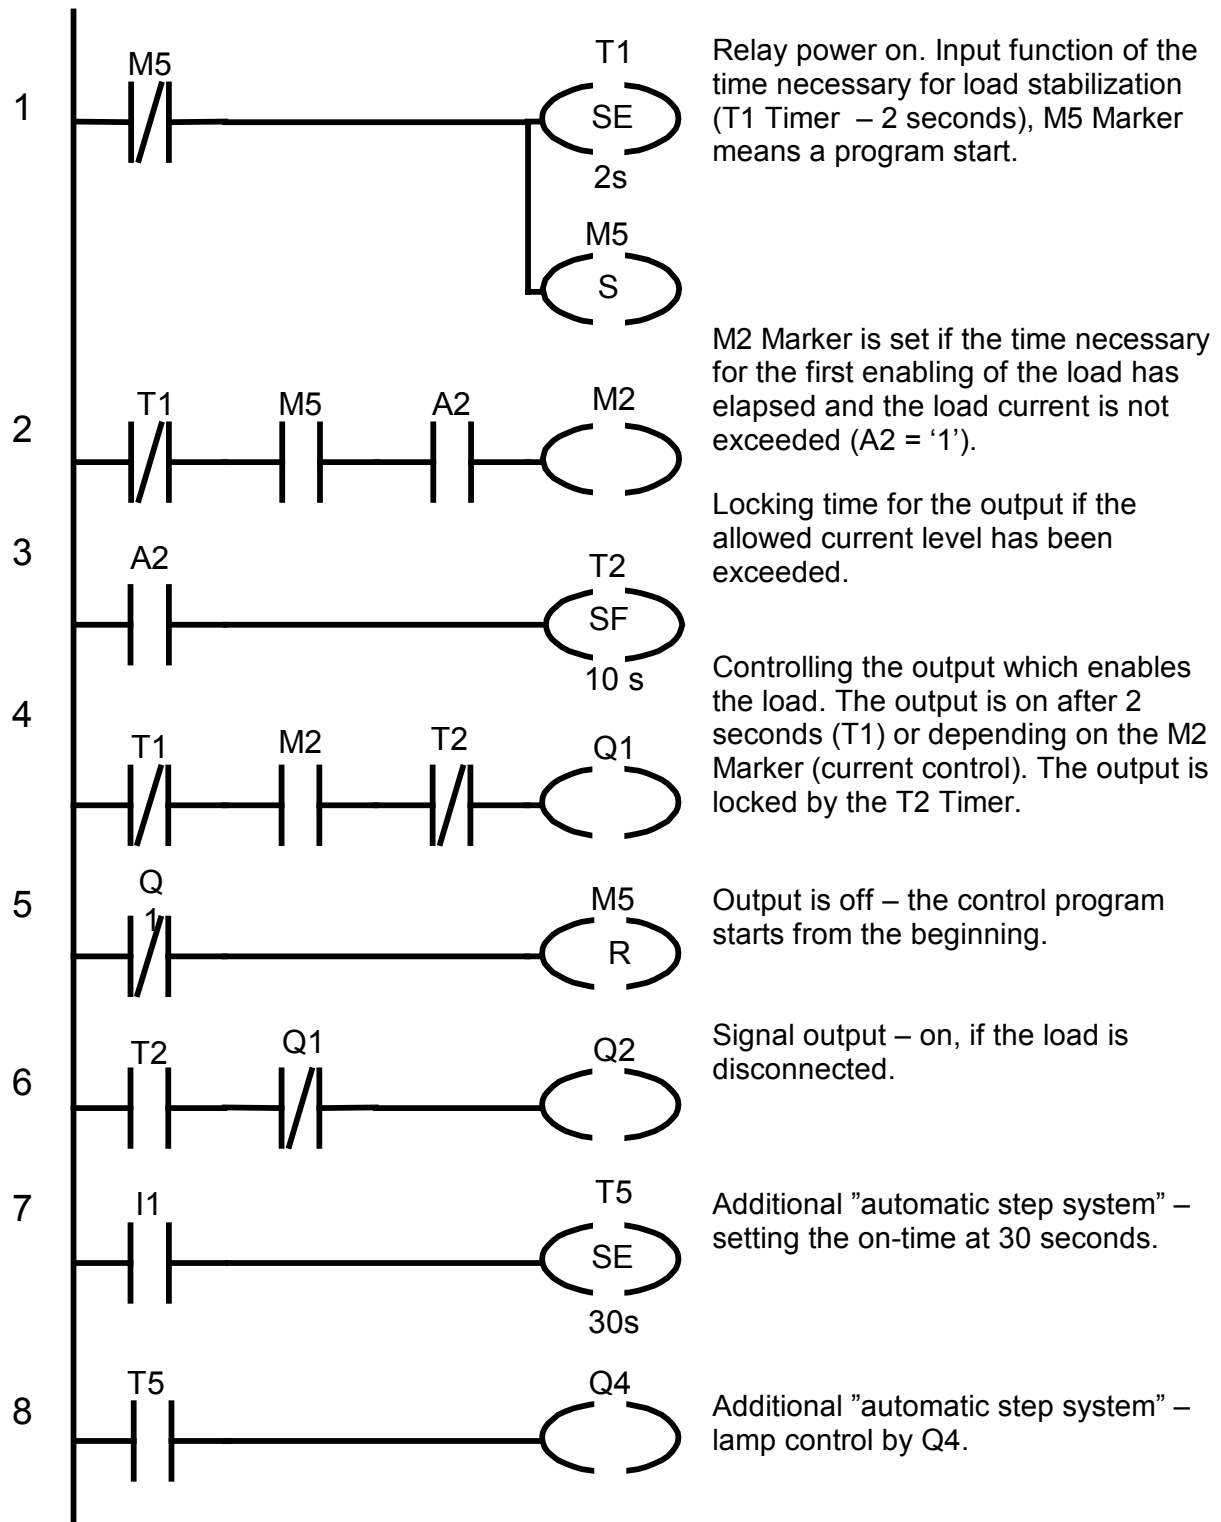 1
M5
T1
SE
2s
M5
S
Relay power on. Input function of the
time necessary for load stabilization
(T1 Timer – 2 seconds), M5 Marker
means a program start.
2
T1
M5
A2
M2
M2 Marker is set if the time necessary
for the first enabling of the load has
elapsed and the load current is not
exceeded (A2 = ‘1’).
3
A2
T2
SF
10 s
Locking time for the output if the
allowed current level has been
exceeded.
4
T1
M2
T2
Q1
Controlling the output which enables
the load. The output is on after 2
seconds (T1) or depending on the M2
Marker (current control). The output is
locked by the T2 Timer.
5
Q
1
M5
R
Output is off – the control program
starts from the beginning.
6
T2
Q1
Q2
Signal output – on, if the load is
disconnected.
7
I1
T5
SE
30s
Additional ”automatic step system” –
setting the on-time at 30 seconds.
8
T5
Q4
Additional ”automatic step system” –
lamp control by Q4.